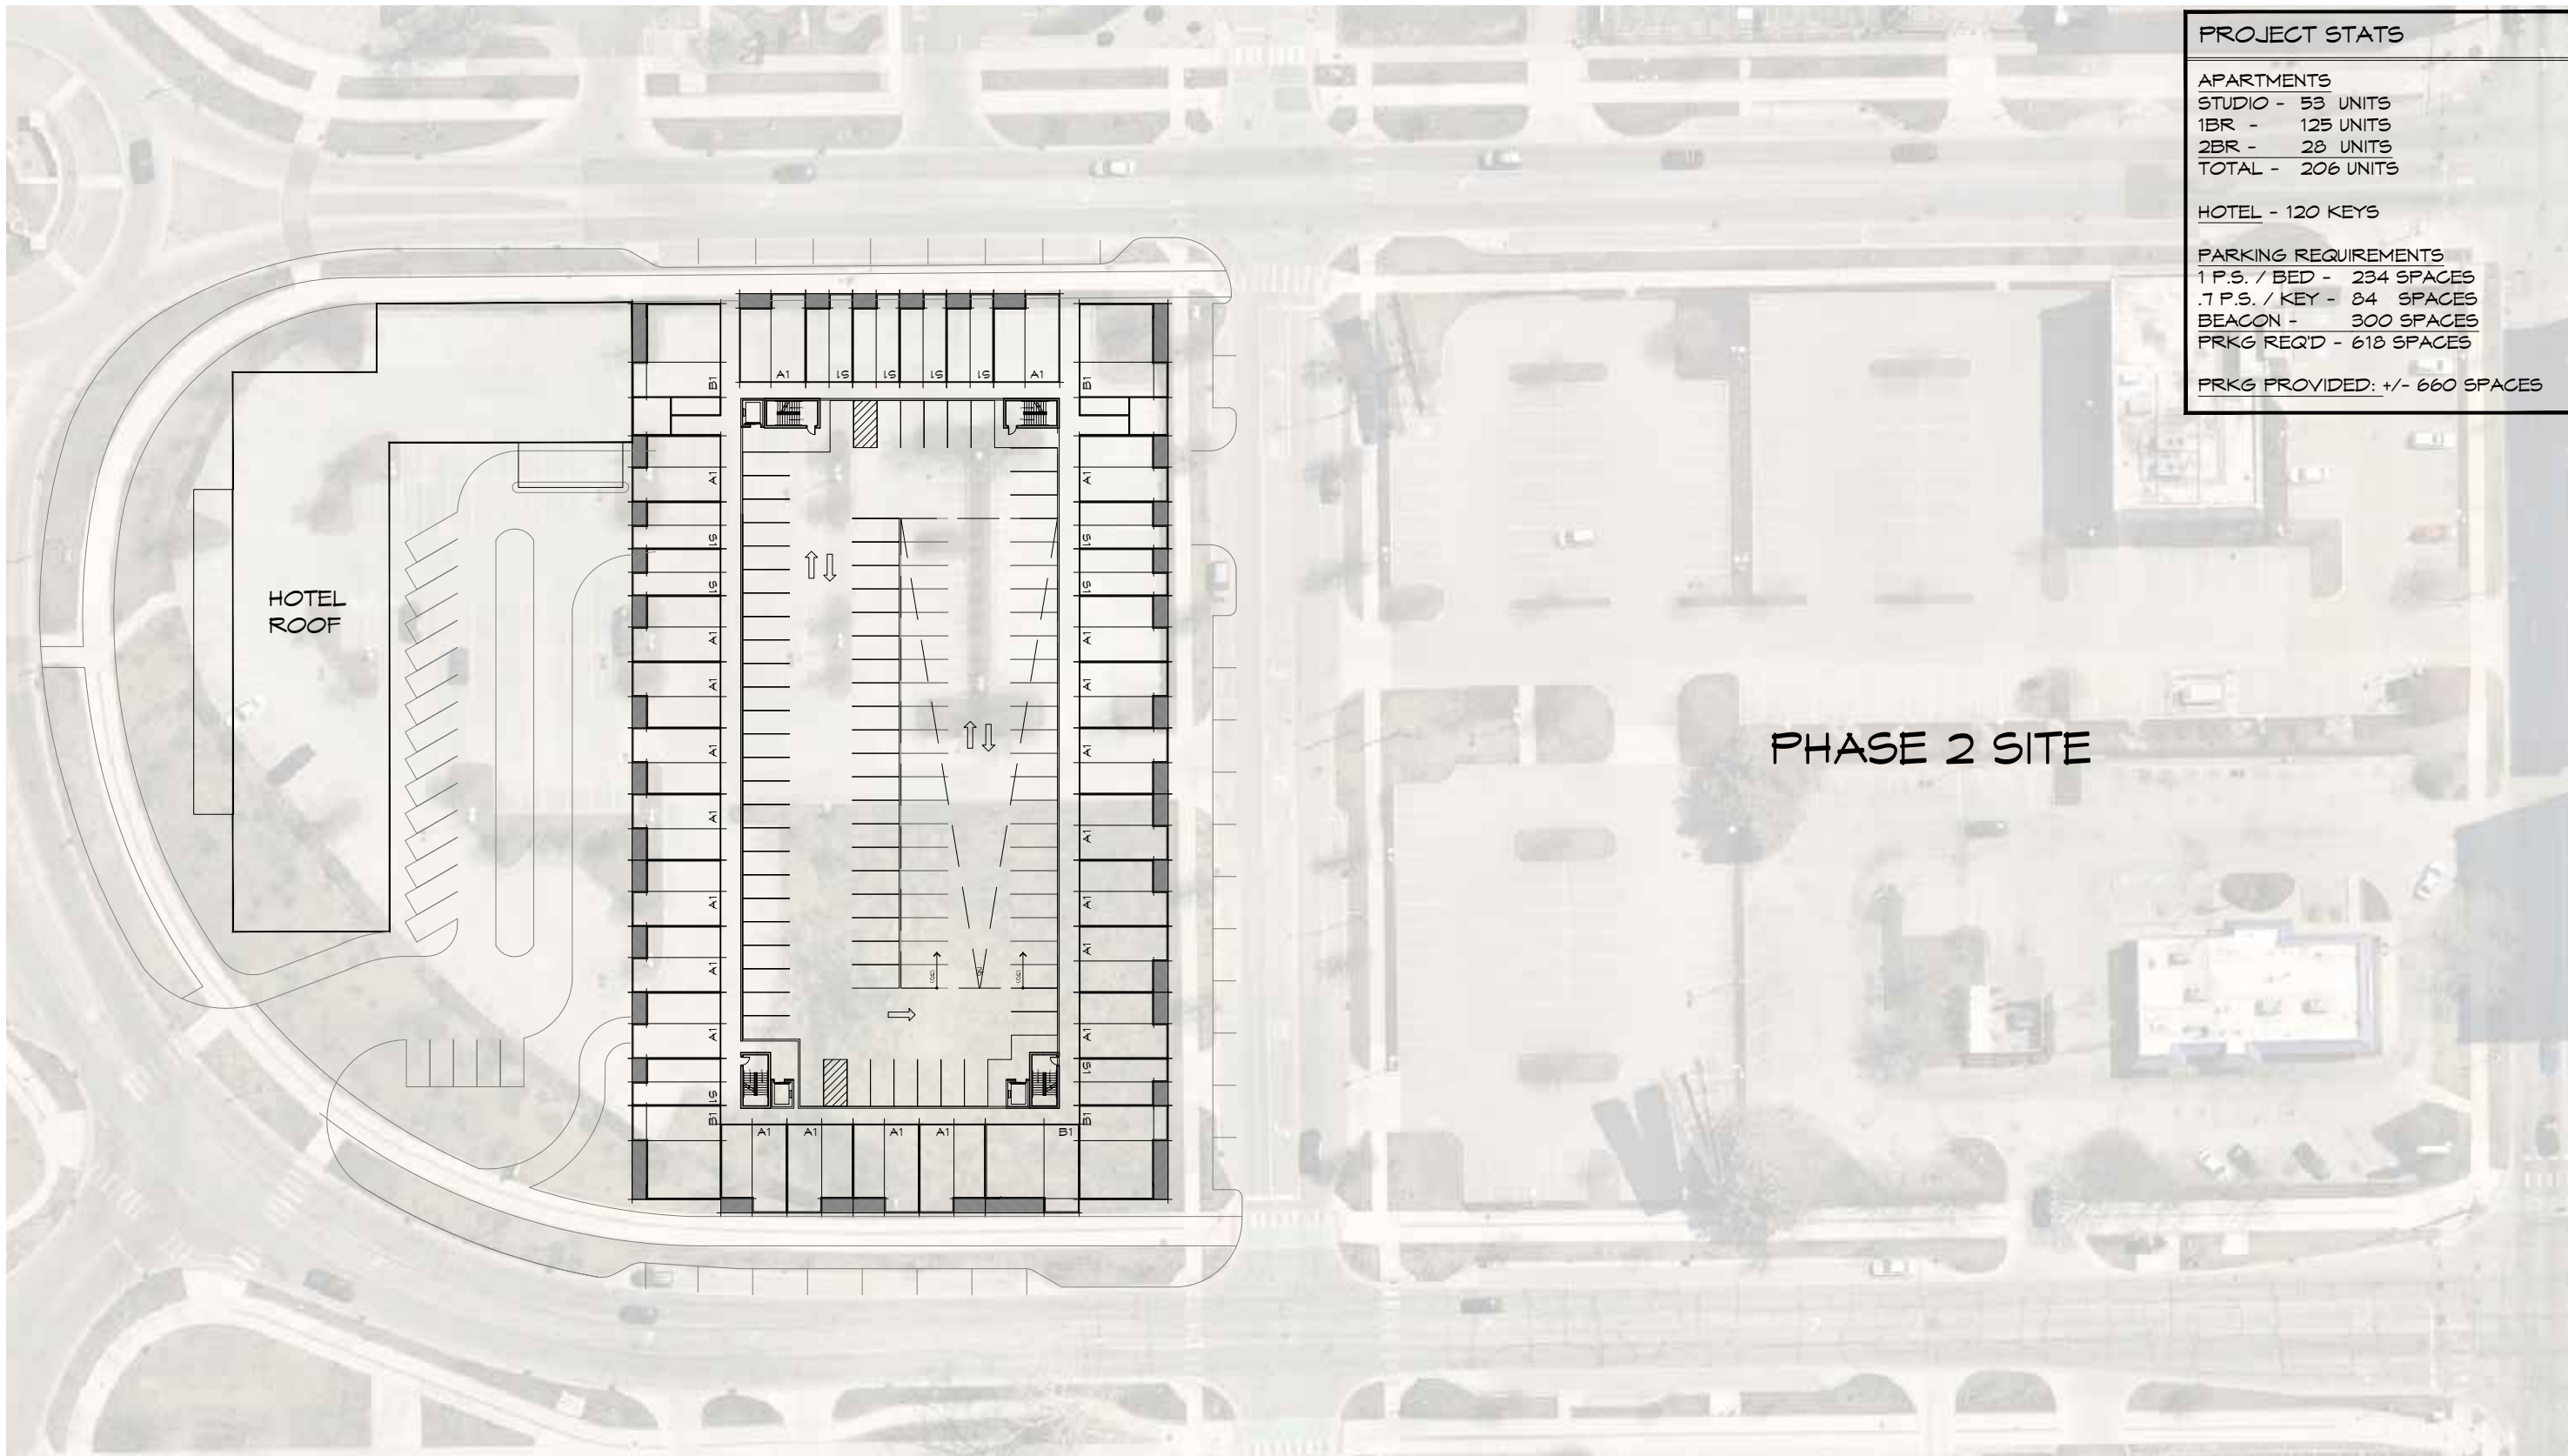 PROJECT STATS
APARTMENTS
STUDIO - 53 UNITS
1BR - 125 UNITS
2BR - 28 UNITS
TOTAL - 206 UNITS
HOTEL - 120 KEYS
PARKING REQUIREMENTS
1 P.S. / BED - 234 SPACES
.7 P.S. / KEY - 84 SPACES
BEACON - 300 SPACES
PRKG REQ'D - 618 SPACES
PRKG PROVIDED: +/- 660 SPACES
A1 S1 S1 S1 S1 A1
B1
B1
A1
A1
S1
S1
S1
S1
A1
A1
A1
A1
A1
A1
A1
A1
A1
A1
A1
A1
A1
A1
S1
S1
B1
B1
A1 A1 A1 A1 B1
HOTEL
ROOF
PHASE 2 SITE